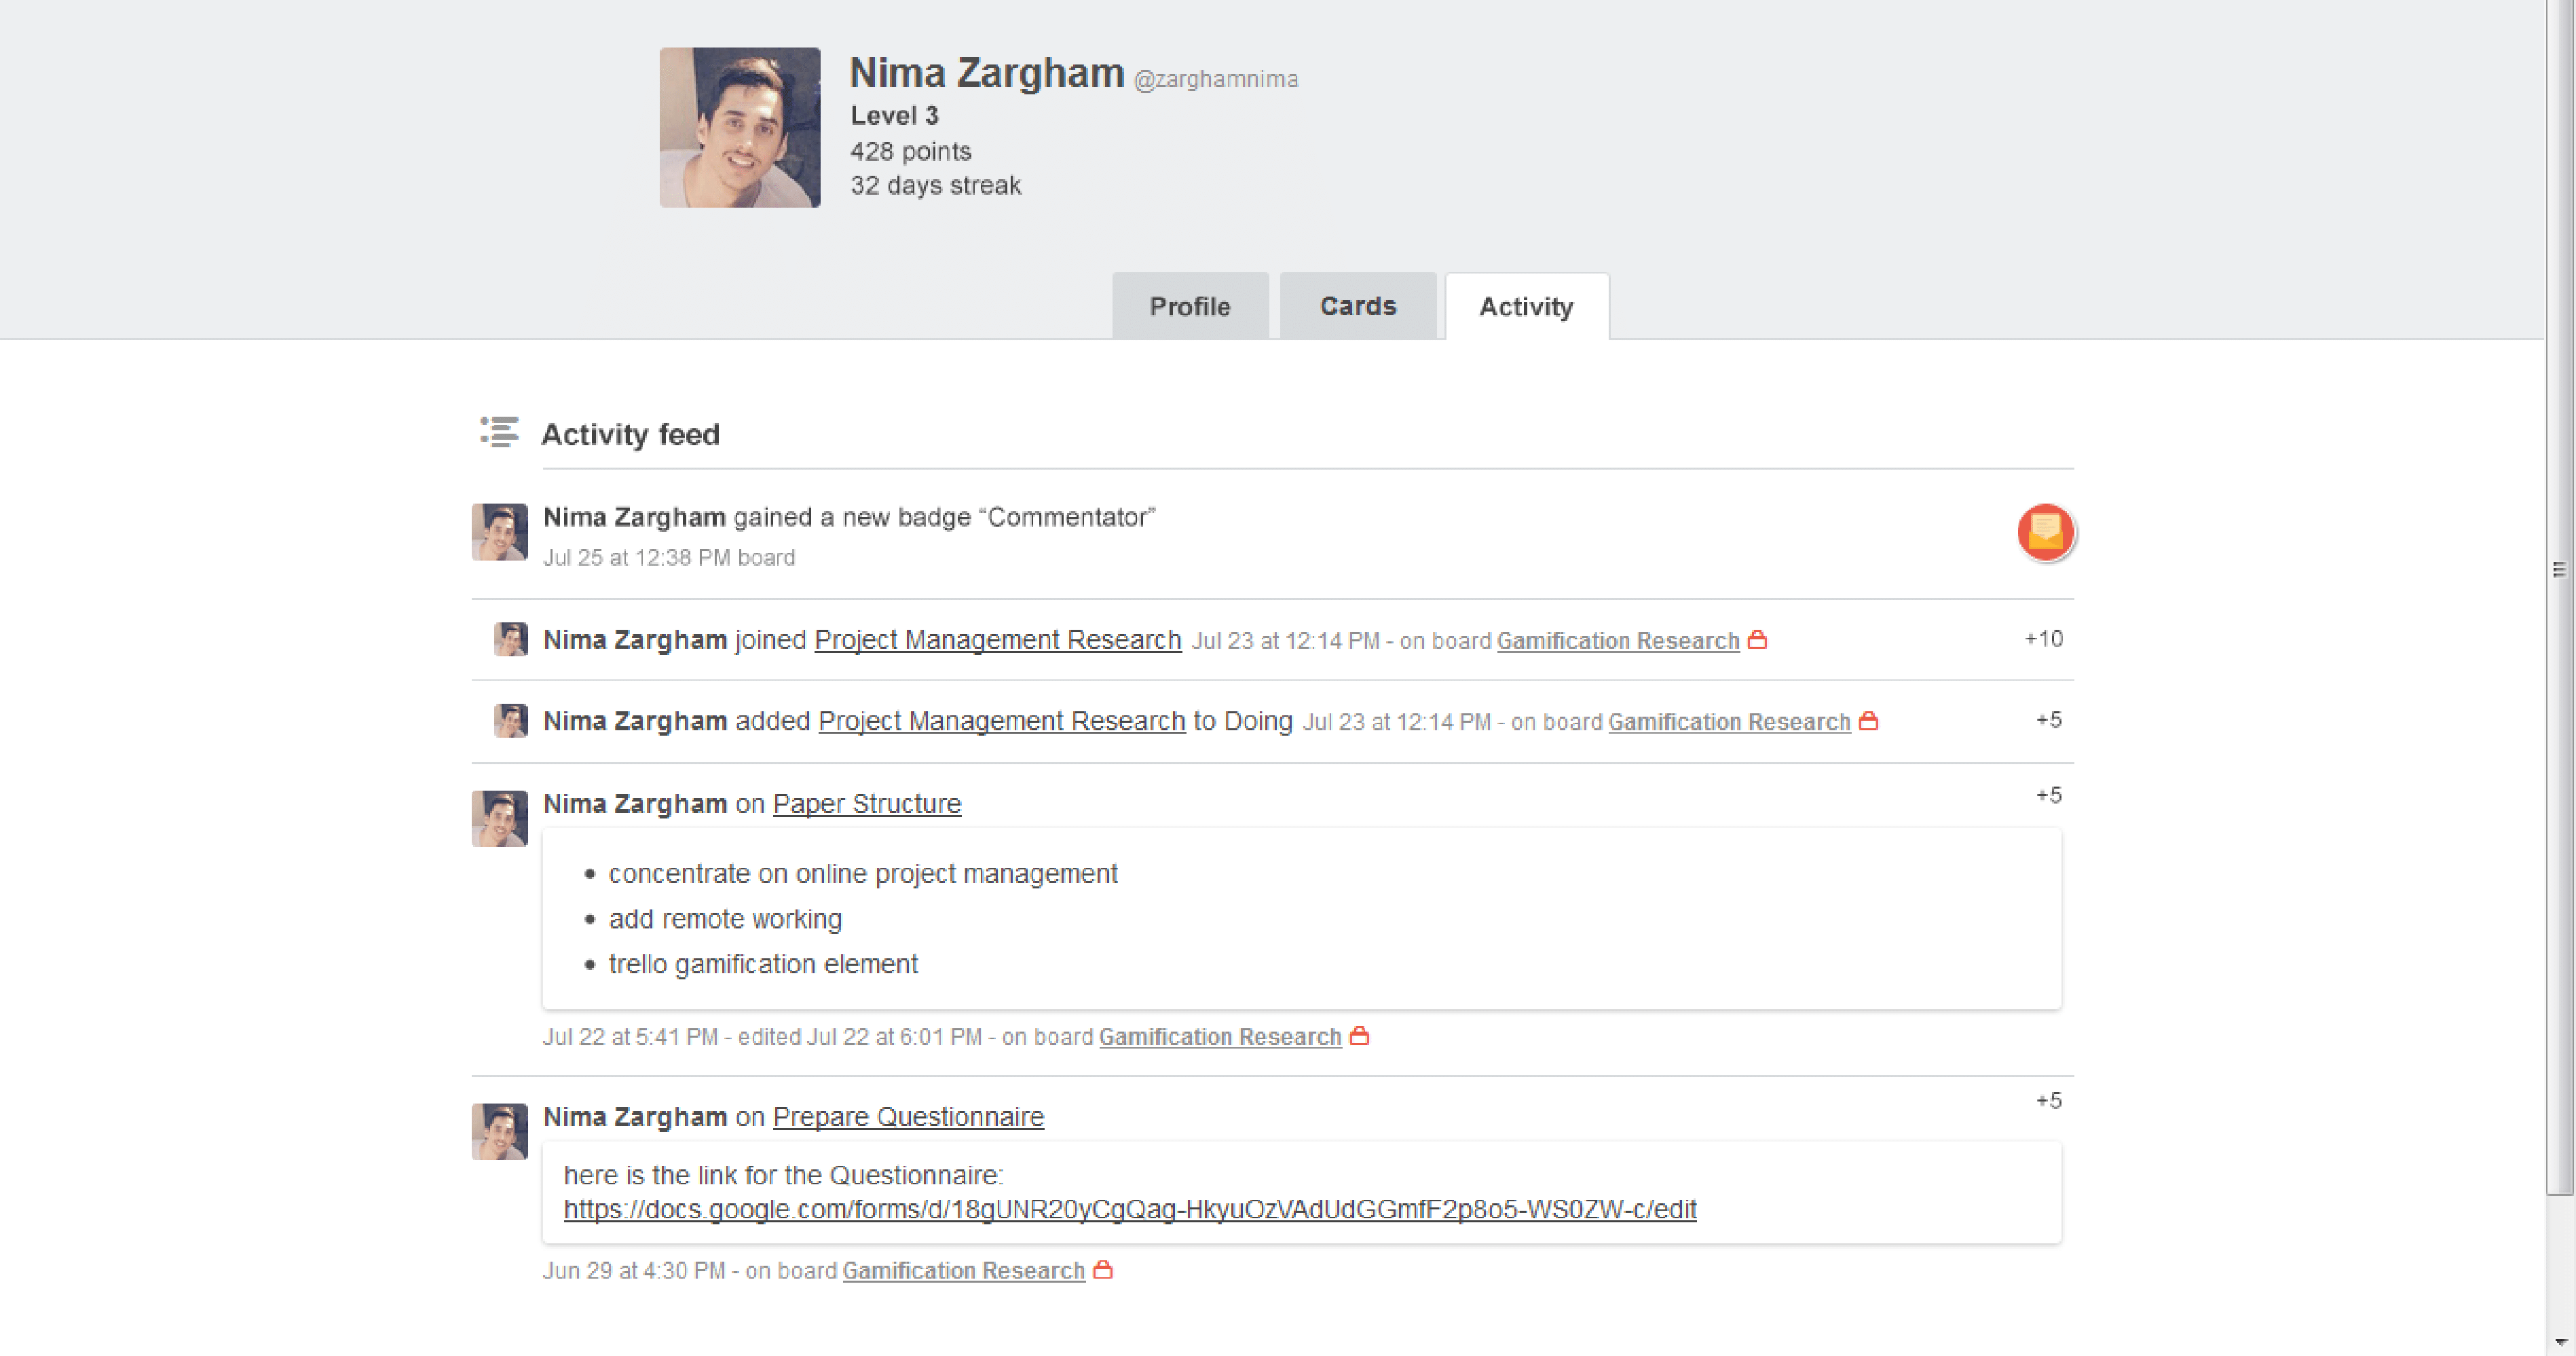 Nima Zargham @zarghamnima
Level 3
428 points
32 days streak
Profile Cards Activity
Activity feed
Nima Zargham gained a new badge “Commentator”
Jul 25 at 12:38 PM board
Nima Zargham joined Project Management Research Jul 23 at 12:14 PM - on board Gamification Research +10
Nima Zargham added Project Management Research to Doing Jul 23 at 12:14 PM - on board Gamification Research +5
Nima Zargham on Paper Structure +5
• concentrate on online project management
• add remote working
• trello gamification element
Jul 22 at 5:41 PM - edited Jul 22 at 6:01 PM - on board Gamification Research
Nima Zargham on Prepare Questionnaire +5
here is the link for the Questionnaire:
https://docs.google.com/forms/d/18gUNR20yCgQag-HkyuOzVAdUdGGmfF2p8o5-WS0ZW-c/edit
Jun 29 at 4:30 PM - on board Gamification Research